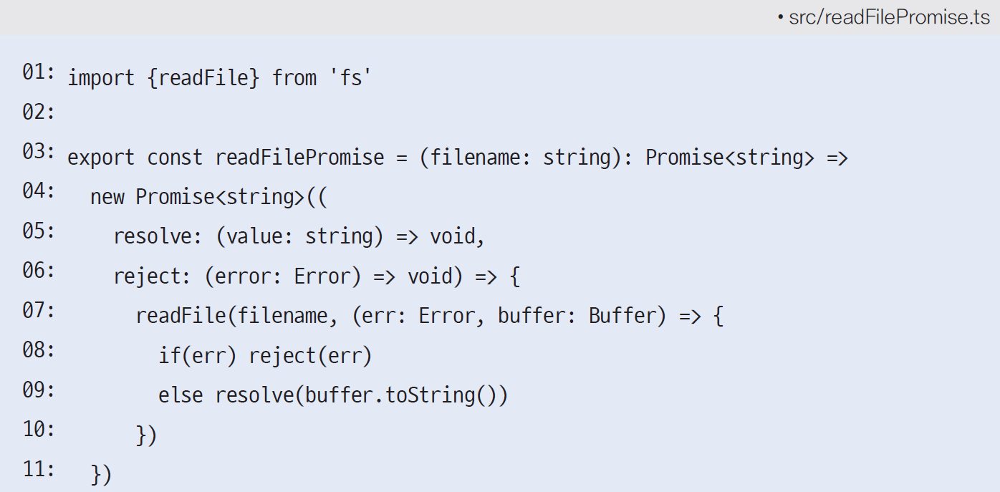 • src/readFilePromise.ts
01: import {readFile} from 'fs'
02:
03: export const readFilePromise = (filename: string): Promise<string> =>
04:   new Promise<string>((
05:     resolve: (value: string) => void,
06:     reject: (error: Error) => void) => {
07:       readFile(filename, (err: Error, buffer: Buffer) => {
08:         if(err) reject(err)
09:         else resolve(buffer.toString())
10:       })
11:   })